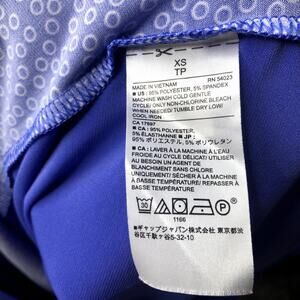 XS
TP
MADE IN VIETNAM RN 54023
■ US: 95% POLYESTER, 5% SPANDEX
MACHINE WASH COLD GENTLE
CYCLE/ ONLY NON-CHLORINE BLEACH
WHEN NEEDED/ TUMBLE DRY LOW/
COOL IRON
CA 17897
■ CA: 95% POLYESTER,
5% ÉLASTHANNE ■ JP:
95% ポリエステル, 5% ポリウレタン
■ CA: LAVER À LA MACHINE À L'EAU
FROIDE AU CYCLE DÉLICAT/ UTILISER
AU BESOIN UN JAVELLISANT SANS CHLORE
UNIQUEMENT/ SÉCHER À LA MACHINE
À BASSE TEMPÉRATURE/ REPASSER À
BASSE TEMPÉRATURE
30
1166
■ギャップジャパン株式会社 東京都渋
谷区千駄ヶ谷5-32-10